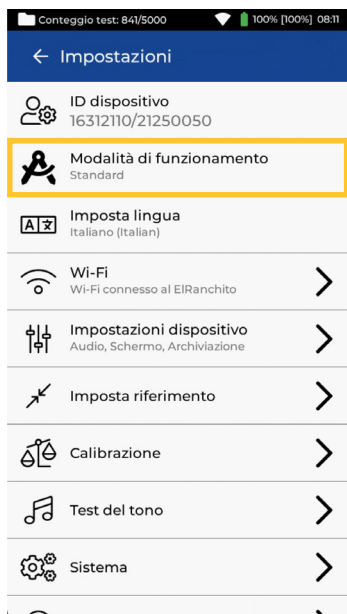 Conteggio test: 841/5000 100% [100%] 08:11
Impostazioni
ID dispositivo
16312110/21250050
Modalità di funzionamento
Standard
A
Imposta lingua
Italiano (Italian)
Wi-Fi
Wi-Fi connesso al ElRanchito
Impostazioni dispositivo
Audio, Schermo, Archiviazione
Imposta riferimento
Calibrazione
Test del tono
Sistema